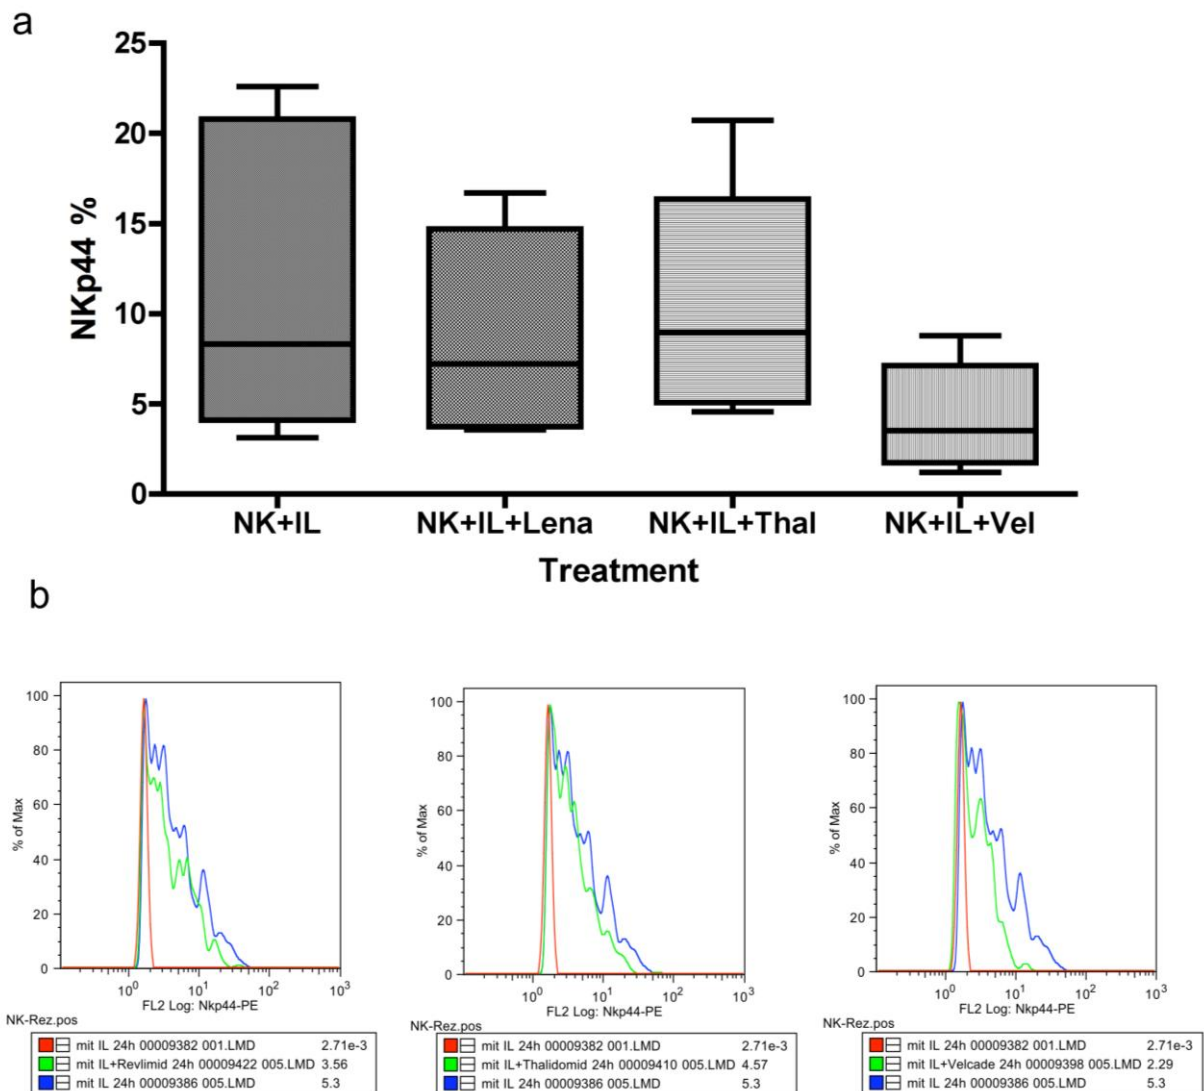 a
25
20
15
10
5
0
NKp44 %
NK+IL NK+IL+Lena NK+IL+Thal NK+IL+Vel
Treatment
b
100
80
60
40
20
0
% of Max
10^0 10^1 10^2 10^3
FL2 Log: Nkp44-PE
NK-Rez.pos
mit IL 24h 00009382 001.LMD 2.71e-3
mit IL+Revlimid 24h 00009422 005.LMD 3.56
mit IL 24h 00009386 005.LMD 5.3
100
80
60
40
20
0
% of Max
10^0 10^1 10^2 10^3
FL2 Log: Nkp44-PE
NK-Rez.pos
mit IL 24h 00009382 001.LMD 2.71e-3
mit IL+Thalidomid 24h 00009410 005.LMD 4.57
mit IL 24h 00009386 005.LMD 5.3
100
80
60
40
20
0
% of Max
10^0 10^1 10^2 10^3
FL2 Log: Nkp44-PE
NK-Rez.pos
mit IL 24h 00009382 001.LMD 2.71e-3
mit IL+Velcade 24h 00009398 005.LMD 2.29
mit IL 24h 00009386 005.LMD 5.3